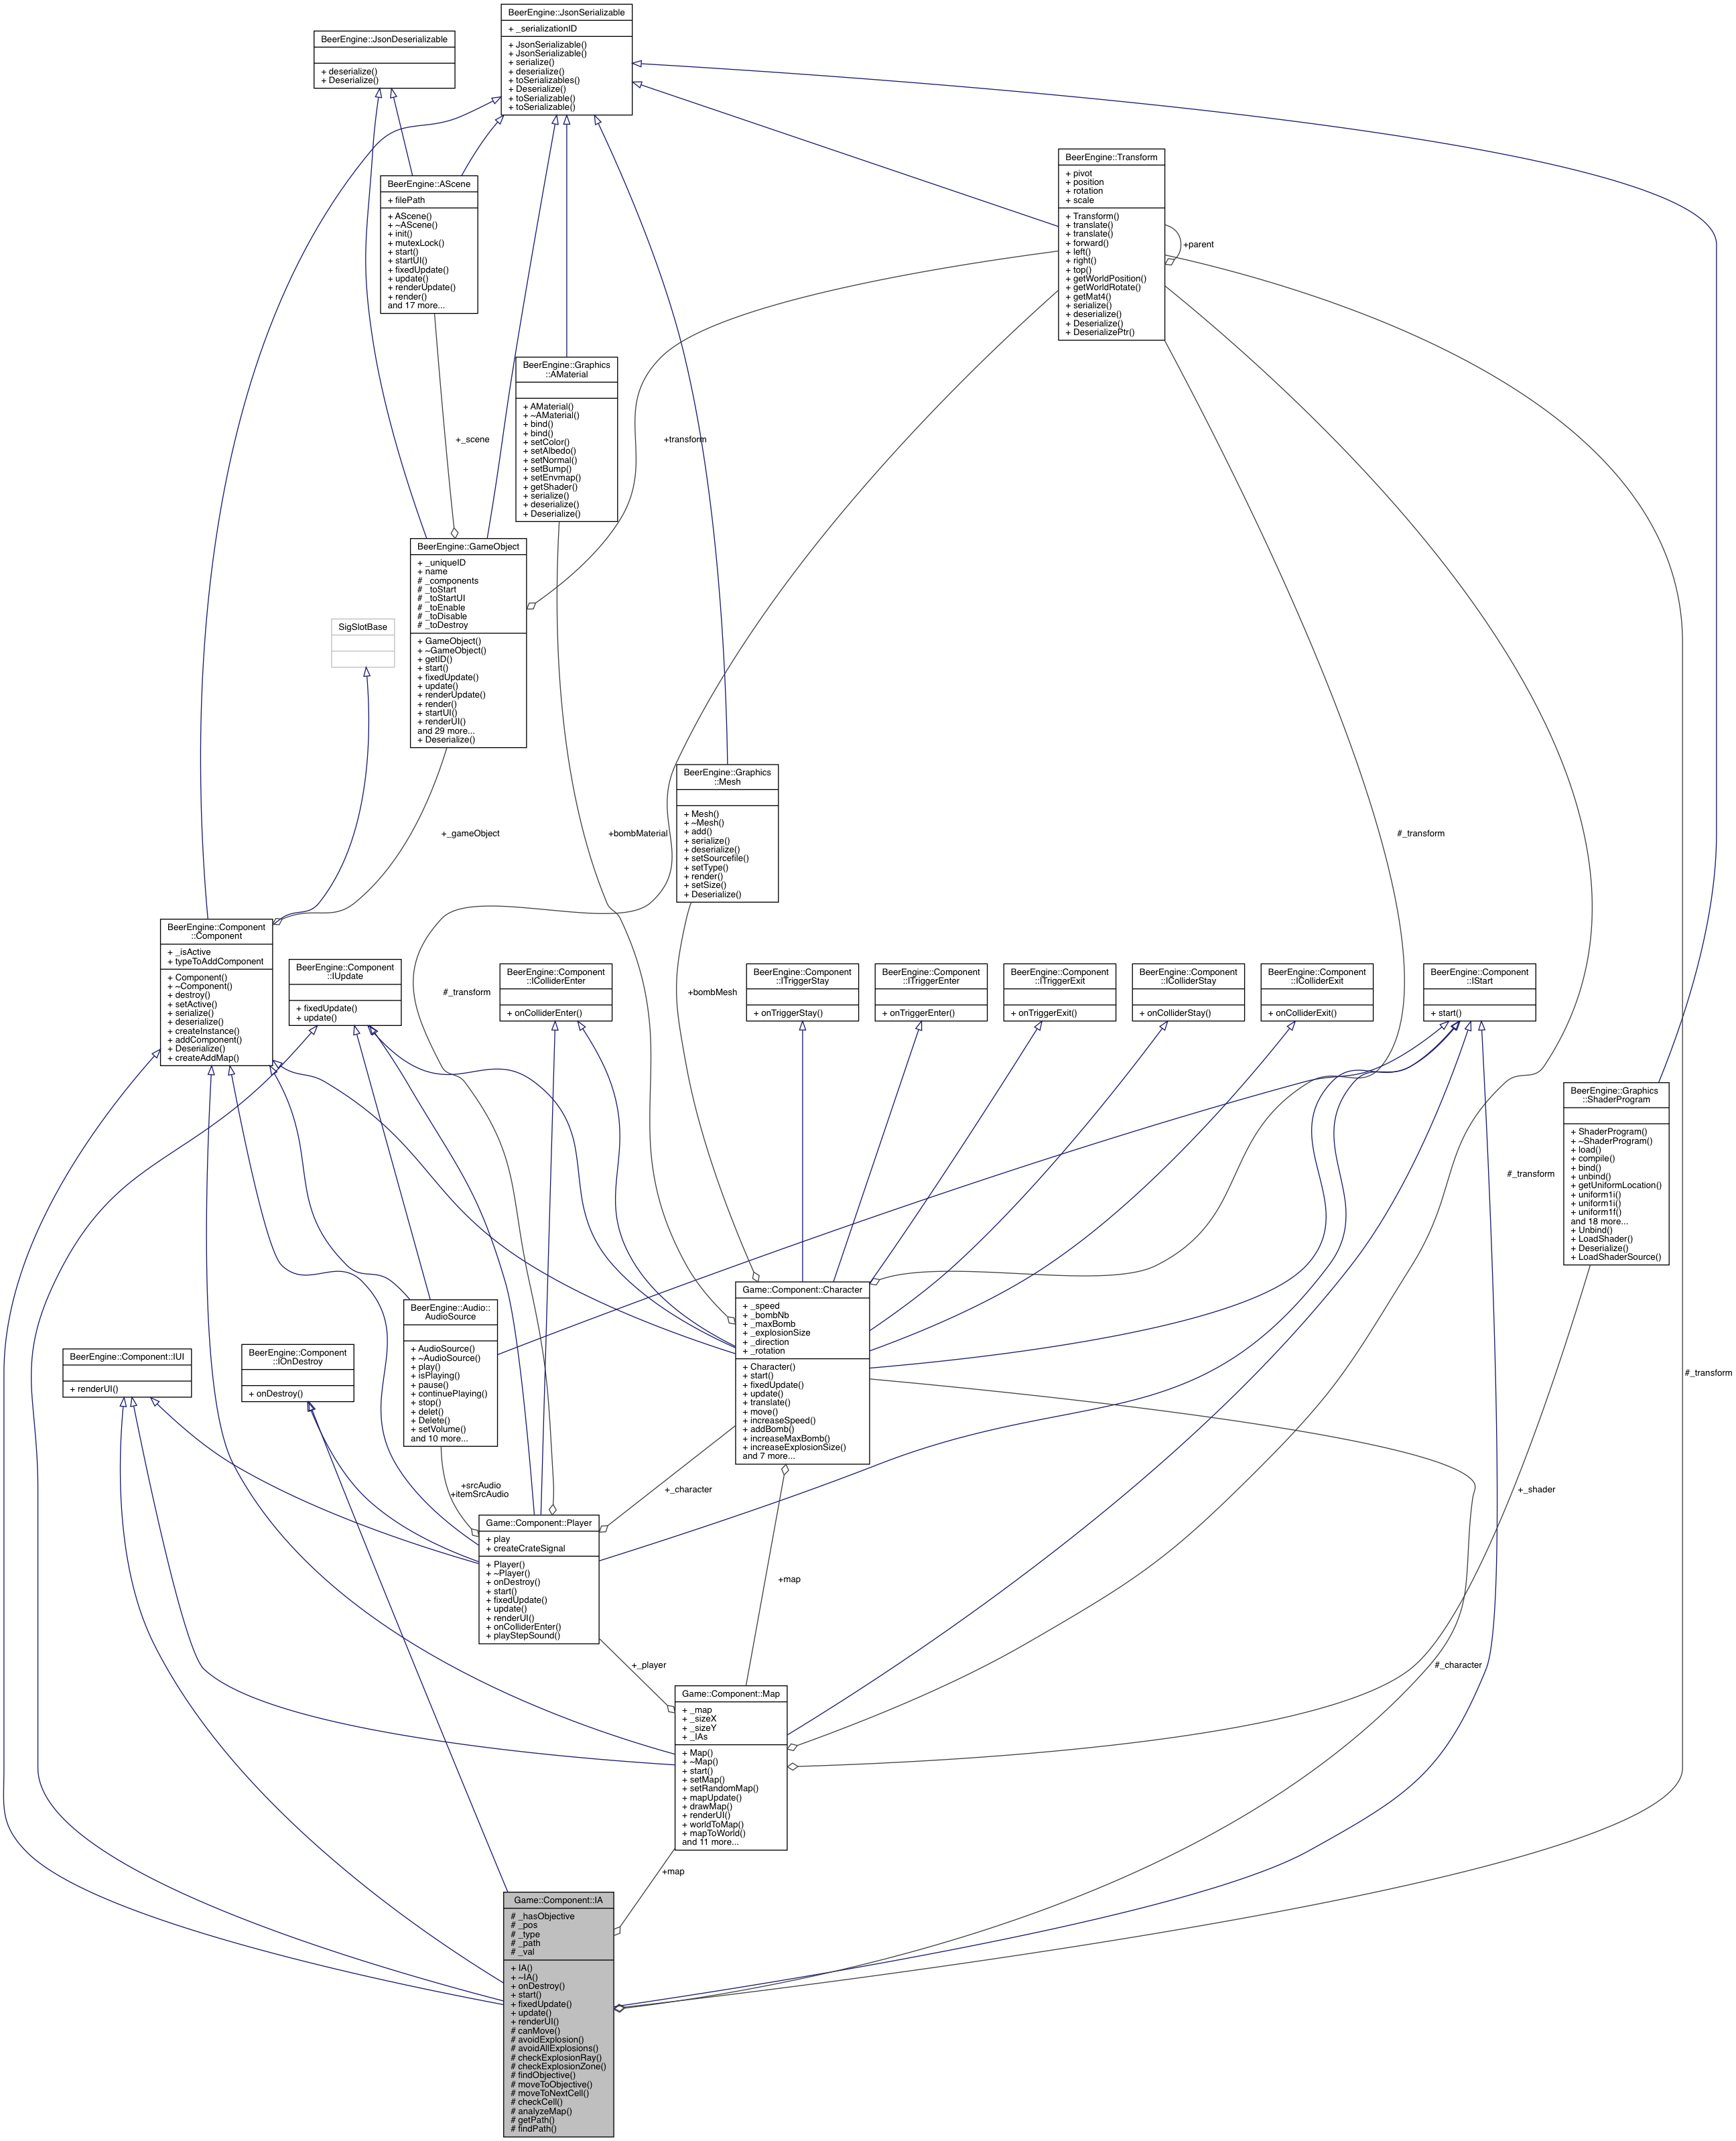 BeerEngine::JsonSerializable
+ _serializationID
+ JsonSerializable()
+ JsonSerializable()
+ serialize()
+ deserialize()
+ toSerializables()
+ Deserialize()
+ toSerializable()
+ toSerializable()
BeerEngine::JsonDeserializable
+ deserialize()
+ Deserialize()
BeerEngine::Transform
+ pivot
+ position
+ rotation
+ scale
+ Transform()
+ translate()
+ translate()
+ forward()
+ left()
+ right()
+ top()
+ getWorldPosition()
+ getWorldRotate()
+ getMat4()
+ serialize()
+ deserialize()
+ Deserialize()
+ DeserializePtr()
+parent
BeerEngine::AScene
+ filePath
+ AScene()
+ ~AScene()
+ init()
+ mutexLock()
+ start()
+ startUI()
+ fixedUpdate()
+ update()
+ renderUpdate()
+ render()
and 17 more...
BeerEngine::Graphics
::AMaterial
+ AMaterial()
+ ~AMaterial()
+ bind()
+ bind()
+ setColor()
+ setAlbedo()
+ setNormal()
+ setBump()
+ setEnvmap()
+ getShader()
+ serialize()
+ deserialize()
+ Deserialize()
+_scene
+transform
BeerEngine::GameObject
+ _uniqueID
+ name
# _components
# _toStart
# _toStartUI
# _toEnable
# _toDisable
# _toDestroy
+ GameObject()
+ ~GameObject()
+ getID()
+ start()
+ fixedUpdate()
+ update()
+ renderUpdate()
+ render()
+ startUI()
+ renderUI()
and 29 more...
+ Deserialize()
SigSlotBase
BeerEngine::Graphics
::Mesh
+ Mesh()
+ ~Mesh()
+ add()
+ serialize()
+ deserialize()
+ setSourcefile()
+ setType()
+ render()
+ setSize()
+ Deserialize()
+_gameObject
+bombMaterial
#_transform
BeerEngine::Component
::Component
+ _isActive
+ typeToAddComponent
+ Component()
+ ~Component()
+ destroy()
+ setActive()
+ serialize()
+ deserialize()
+ createInstance()
+ addComponent()
+ Deserialize()
+ createAddMap()
BeerEngine::Component
::IUpdate
+ fixedUpdate()
+ update()
#_transform
BeerEngine::Component
::IColliderEnter
+ onColliderEnter()
+bombMesh
BeerEngine::Component
::ITriggerStay
+ onTriggerStay()
BeerEngine::Component
::ITriggerEnter
+ onTriggerEnter()
BeerEngine::Component
::ITriggerExit
+ onTriggerExit()
BeerEngine::Component
::IColliderStay
+ onColliderStay()
BeerEngine::Component
::IColliderExit
+ onColliderExit()
BeerEngine::Component
::IStart
+ start()
BeerEngine::Graphics
::ShaderProgram
+ ShaderProgram()
+ ~ShaderProgram()
+ load()
+ compile()
+ bind()
+ unbind()
+ getUniformLocation()
+ uniform1i()
+ uniform1i()
+ uniform1f()
and 18 more...
+ Unbind()
+ LoadShader()
+ Deserialize()
+ LoadShaderSource()
#_transform
BeerEngine::Component::IUI
+ renderUI()
BeerEngine::Component
::IOnDestroy
+ onDestroy()
BeerEngine::Audio::
AudioSource
+ AudioSource()
+ ~AudioSource()
+ play()
+ isPlaying()
+ pause()
+ continuePlaying()
+ stop()
+ delet()
+ Delete()
+ setVolume()
and 10 more...
Game::Component::Character
+ _speed
+ _bombNb
+ _maxBomb
+ _explosionSize
+ _direction
+ _rotation
+ Character()
+ start()
+ fixedUpdate()
+ update()
+ translate()
+ move()
+ increaseSpeed()
+ addBomb()
+ increaseMaxBomb()
+ increaseExplosionSize()
and 7 more...
#_transform
+srcAudio
+itemSrcAudio
+_character
+_shader
Game::Component::Player
+ play
+ createCrateSignal
+ Player()
+ ~Player()
+ onDestroy()
+ start()
+ fixedUpdate()
+ update()
+ renderUI()
+ onColliderEnter()
+ playStepSound()
+map
+_player
#_character
Game::Component::Map
+ _map
+ _sizeX
+ _sizeY
+ _IAs
+ Map()
+ ~Map()
+ start()
+ setMap()
+ setRandomMap()
+ mapUpdate()
+ drawMap()
+ renderUI()
+ worldToMap()
+ mapToWorld()
and 11 more...
+map
Game::Component::IA
# _hasObjective
# _pos
# _type
# _path
# _val
+ IA()
+ ~IA()
+ onDestroy()
+ start()
+ fixedUpdate()
+ update()
+ renderUI()
# canMove()
# avoidExplosion()
# avoidAllExplosions()
# checkExplosionRay()
# checkExplosionZone()
# findObjective()
# moveToObjective()
# moveToNextCell()
# checkCell()
# analyzeMap()
# getPath()
# findPath()